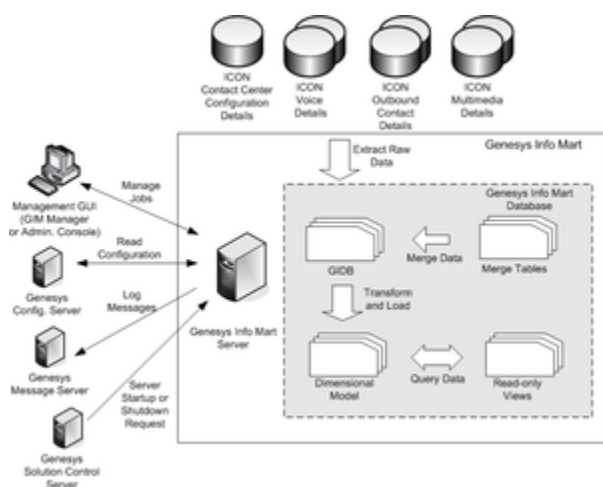 ICON
Contact Center
Configuration
Details
ICON
Voice
Details
ICON
Outbound
Contact
Details
ICON
Multimedia
Details
Genesys Info Mart
Extract Raw
Data
Genesys Info Mart
Database
GIDB
Merge Data
Merge Tables
Transform
and Load
Dimensional
Model
Query Data
Read-only
Views
Manage
Jobs
Management GUI
(GIM Manager
or Admin. Console)
Read
Configuration
Genesys
Config. Server
Log
Messages
Genesys Info Mart
Server
Genesys
Message Server
Server
Startup or
Shutdown
Request
Genesys
Solution Control
Server